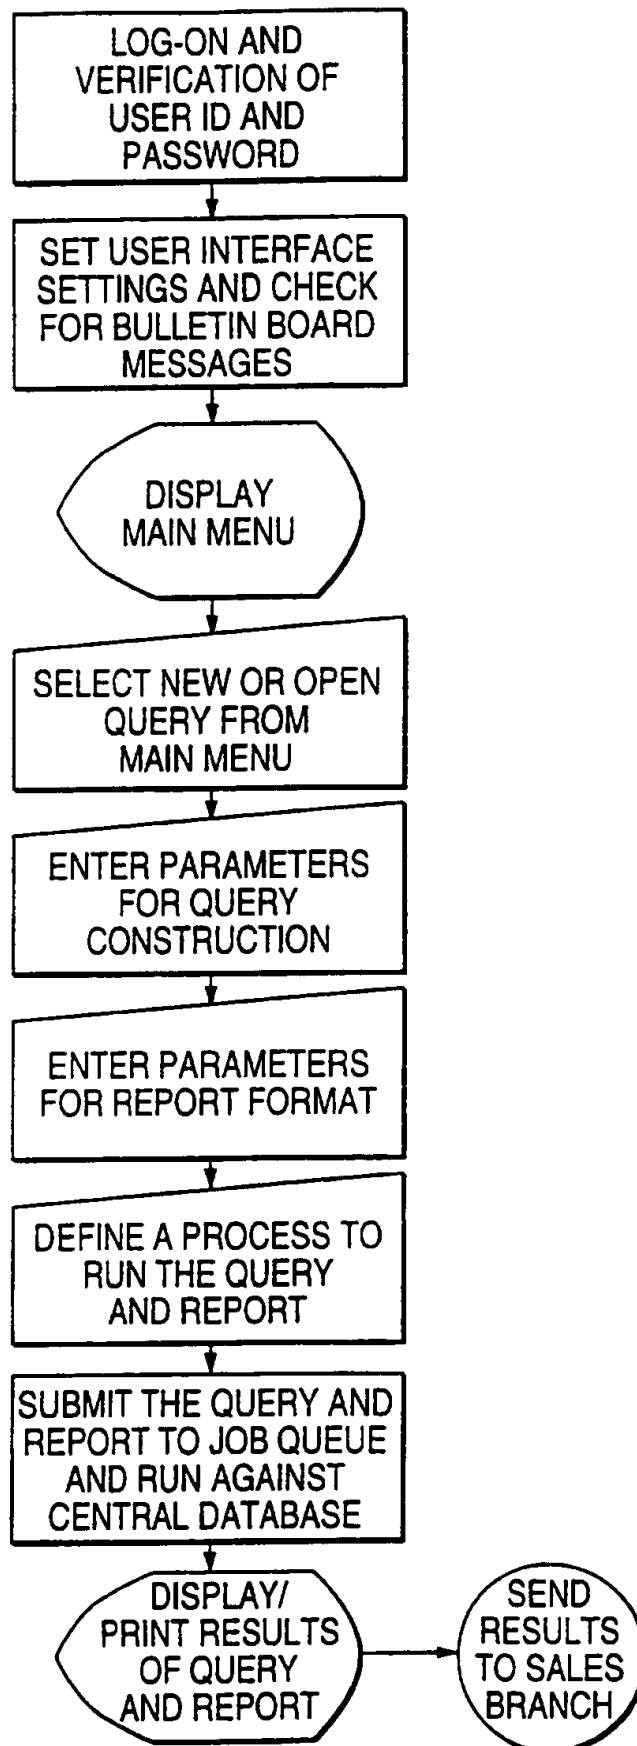 LOG-ON AND
VERIFICATION OF
USER ID AND
PASSWORD
SET USER INTERFACE
SETTINGS AND CHECK
FOR BULLETIN BOARD
MESSAGES
DISPLAY
MAIN MENU
SELECT NEW OR OPEN
QUERY FROM
MAIN MENU
ENTER PARAMETERS
FOR QUERY
CONSTRUCTION
ENTER PARAMETERS
FOR REPORT FORMAT
DEFINE A PROCESS TO
RUN THE QUERY
AND REPORT
SUBMIT THE QUERY AND
REPORT TO JOB QUEUE
AND RUN AGAINST
CENTRAL DATABASE
DISPLAY/
PRINT RESULTS
OF QUERY
AND REPORT
SEND
RESULTS
TO SALES
BRANCH